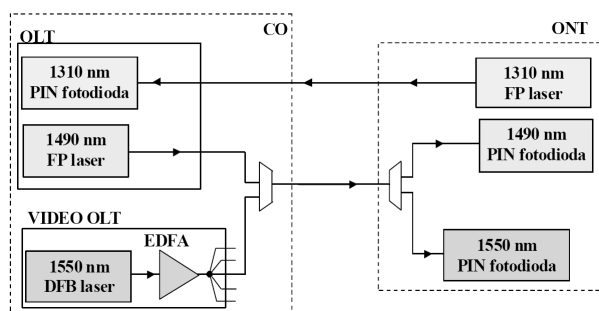 CO
ONT
OLT
1310 nm
PIN fotodioda
1310 nm
FP laser
1490 nm
FP laser
1490 nm
PIN fotodioda
VIDEO OLT
EDFA
1550 nm
DFB laser
1550 nm
PIN fotodioda